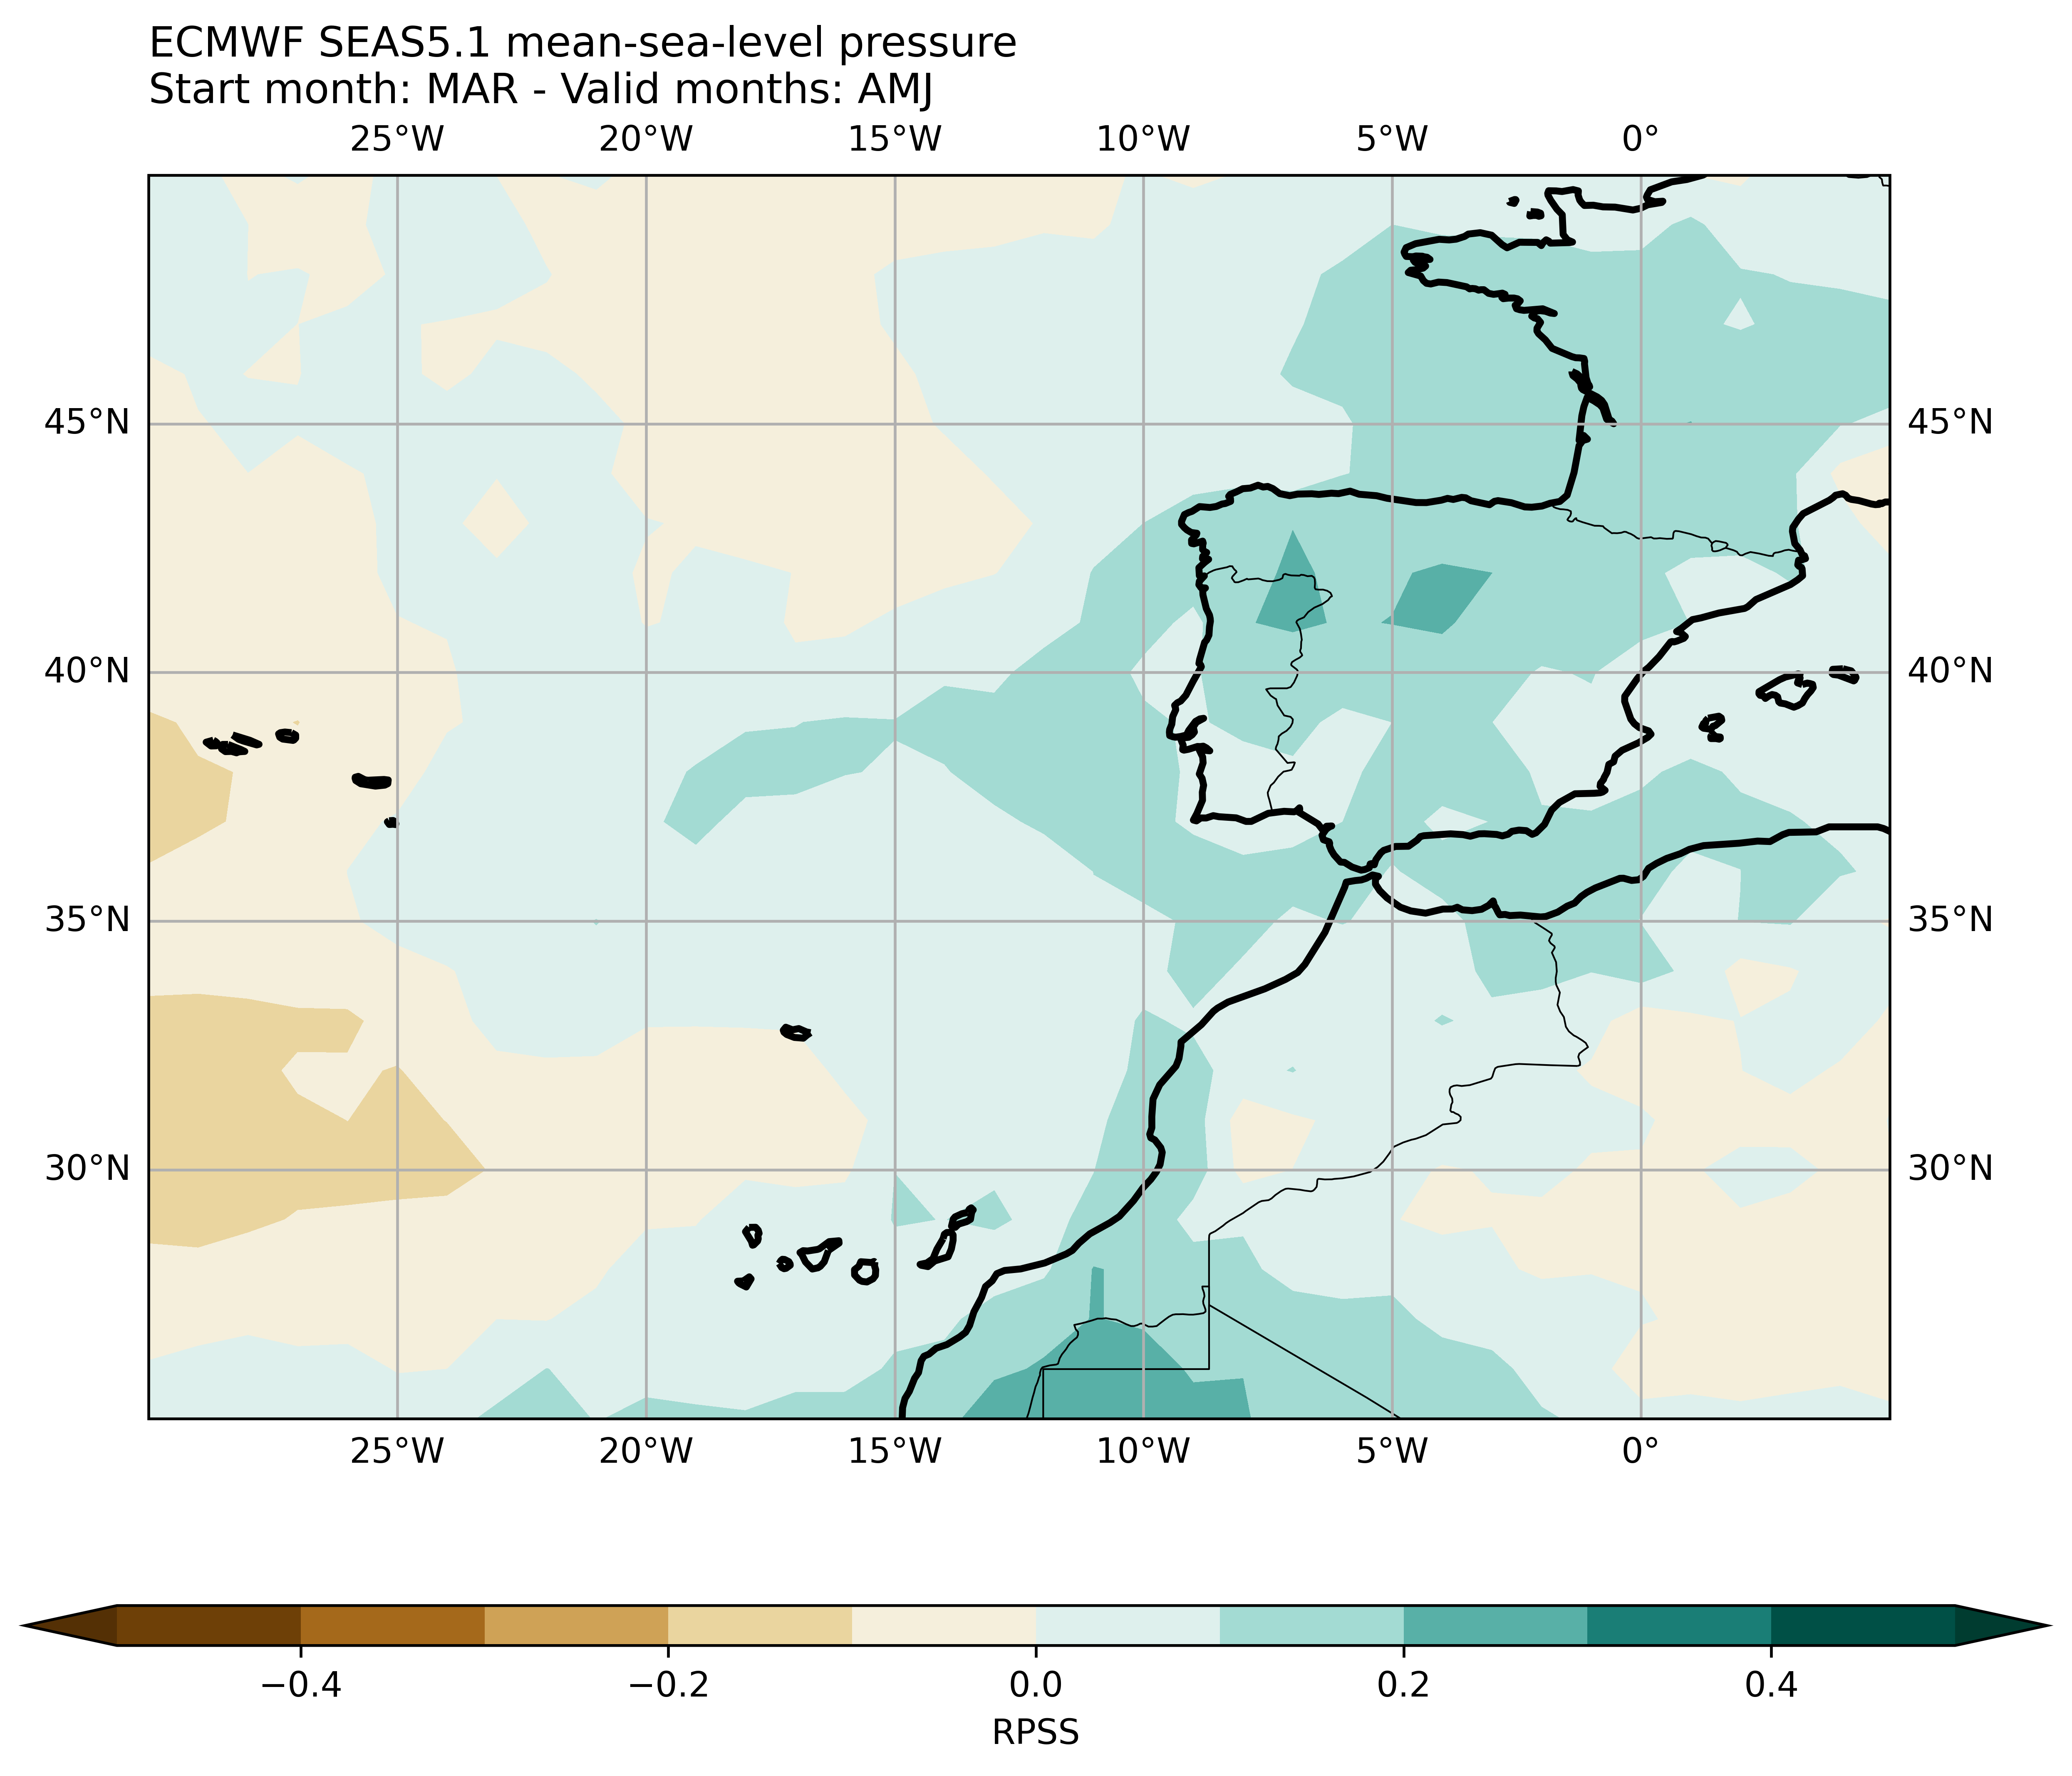 ECMWF SEAS5.1 mean-sea-level pressure
Start month: MAR - Valid months: AMJ
25°W 20°W 15°W 10°W 5°W 0°
45°N 45°N
40°N 40°N
35°N 35°N
30°N 30°N
25°W 20°W 15°W 10°W 5°W 0°
−0.4 −0.2 0.0 0.2 0.4
RPSS